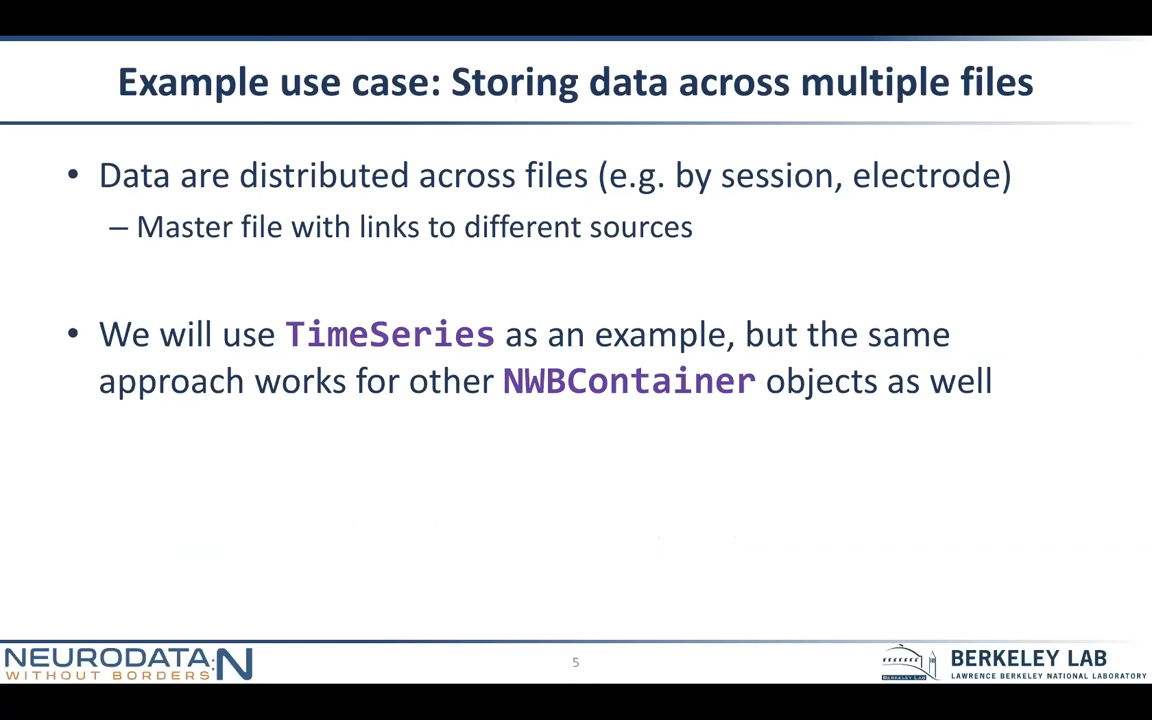 Example use case: Storing data across multiple files
• Data are distributed across files (e.g. by session, electrode)
– Master file with links to different sources
• We will use TimeSeries as an example, but the same
approach works for other NWBContainer objects as well
NEURODATA
WITHOUT BORDERS
:N
5
BERKELEY LAB
BERKELEY LAB
LAWRENCE BERKELEY NATIONAL LABORATORY